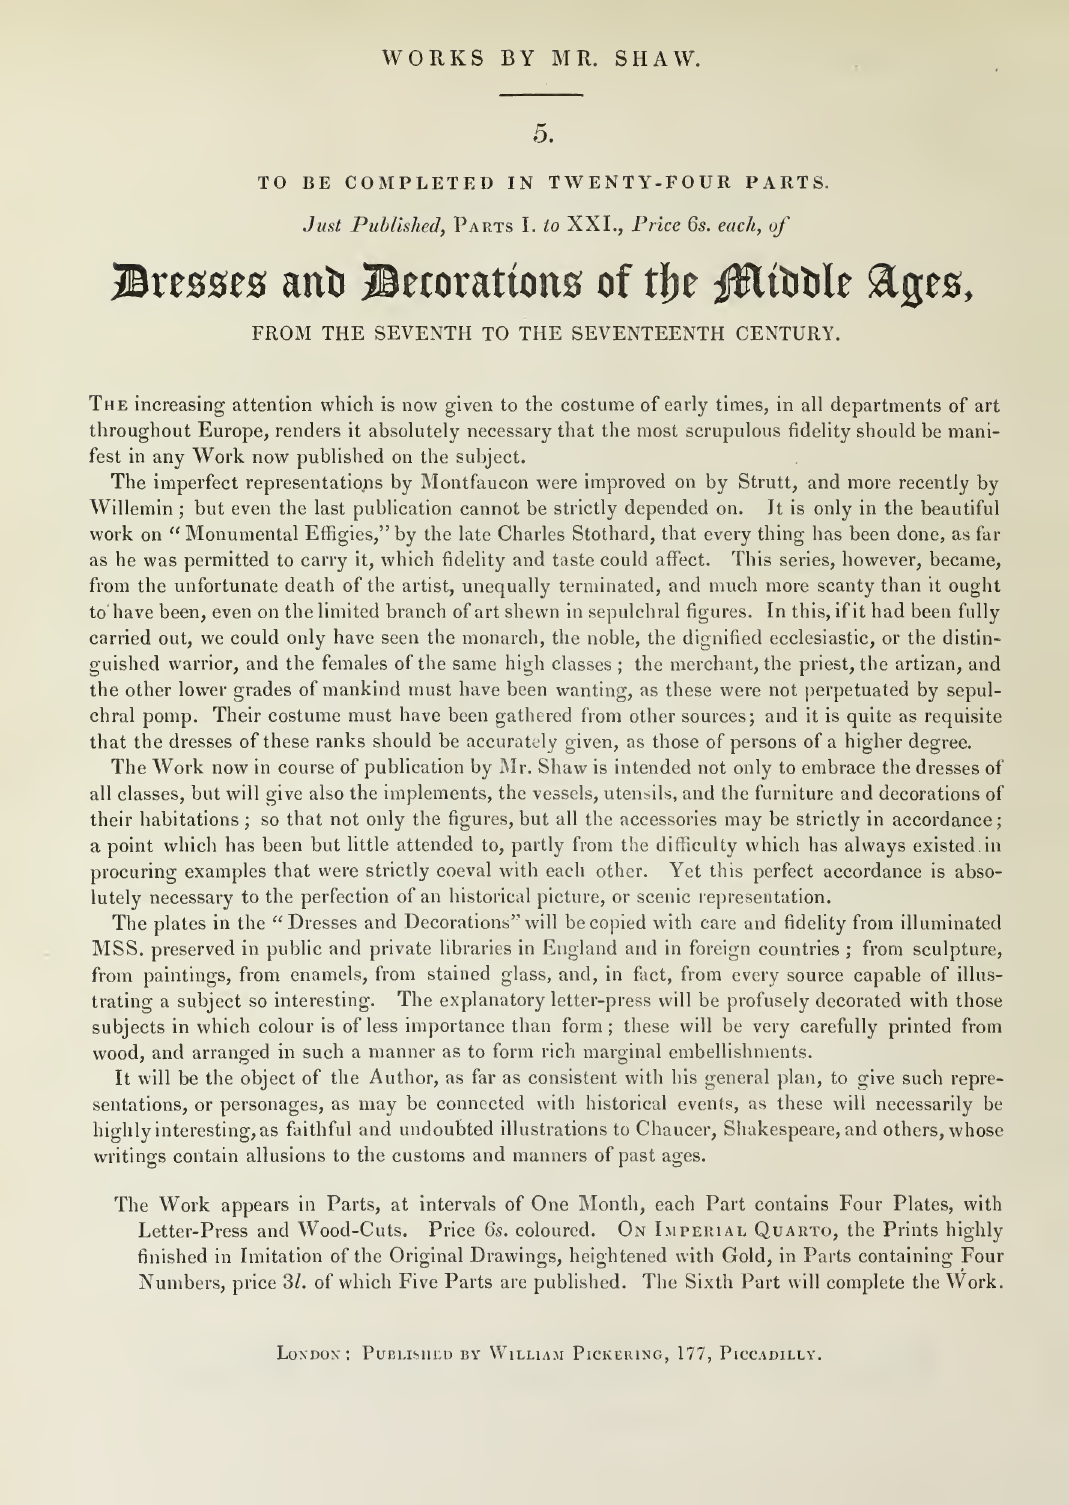 WORKS BY MR. SHAW.
5.
TO BE COMPLETED IN TWENTY-FOUR PARTS.
Just Published, PARTS I. to XXI., Price 6s. each, of
Dresses and Decorations of the Middle Ages,
FROM THE SEVENTH TO THE SEVENTEENTH CENTURY.
THE increasing attention which is now given to the costume of early times, in all departments of art
throughout Europe, renders it absolutely necessary that the most scrupulous fidelity should be mani-
fest in any Work now published on the subject.
The imperfect representations by Montfaucon were improved on by Strutt, and more recently by
Willemin; but even the last publication cannot be strictly depended on. It is only in the beautiful
work on "Monumental Effigies," by the late Charles Stothard, that every thing has been done, as far
as he was permitted to carry it, which fidelity and taste could affect. This series, however, became,
from the unfortunate death of the artist, unequally terminated, and much more scanty than it ought
to have been, even on the limited branch of art shewn in sepulchral figures. In this, if it had been fully
carried out, we could only have seen the monarch, the noble, the dignified ecclesiastic, or the distin-
guished warrior, and the females of the same high classes; the merchant, the priest, the artizan, and
the other lower grades of mankind must have been wanting, as these were not perpetuated by sepul-
chral pomp. Their costume must have been gathered from other sources; and it is quite as requisite
that the dresses of these ranks should be accurately given, as those of persons of a higher degree.
The Work now in course of publication by Mr. Shaw is intended not only to embrace the dresses of
all classes, but will give also the implements, the vessels, utensils, and the furniture and decorations of
their habitations; so that not only the figures, but all the accessories may be strictly in accordance;
a point which has been but little attended to, partly from the difficulty which has always existed in
procuring examples that were strictly coeval with each other. Yet this perfect accordance is abso-
lutely necessary to the perfection of an historical picture, or scenic representation.
The plates in the "Dresses and Decorations" will be copied with care and fidelity from illuminated
MSS. preserved in public and private libraries in England and in foreign countries; from sculpture,
from paintings, from enamels, from stained glass, and, in fact, from every source capable of illus-
trating a subject so interesting. The explanatory letter-press will be profusely decorated with those
subjects in which colour is of less importance than form; these will be very carefully printed from
wood, and arranged in such a manner as to form rich marginal embellishments.
It will be the object of the Author, as far as consistent with his general plan, to give such repre-
sentations, or personages, as may be connected with historical events, as these will necessarily be
highly interesting, as faithful and undoubted illustrations to Chaucer, Shakespeare, and others, whose
writings contain allusions to the customs and manners of past ages.
The Work appears in Parts, at intervals of One Month, each Part contains Four Plates, with
Letter-Press and Wood-Cuts. Price 6s. coloured. ON IMPERIAL QUARTO, the Prints highly
finished in Imitation of the Original Drawings, heightened with Gold, in Parts containing Four
Numbers, price 3l. of which Five Parts are published. The Sixth Part will complete the Work.
LONDON: PUBLISHED BY WILLIAM PICKERING, 177, PICCADILLY.